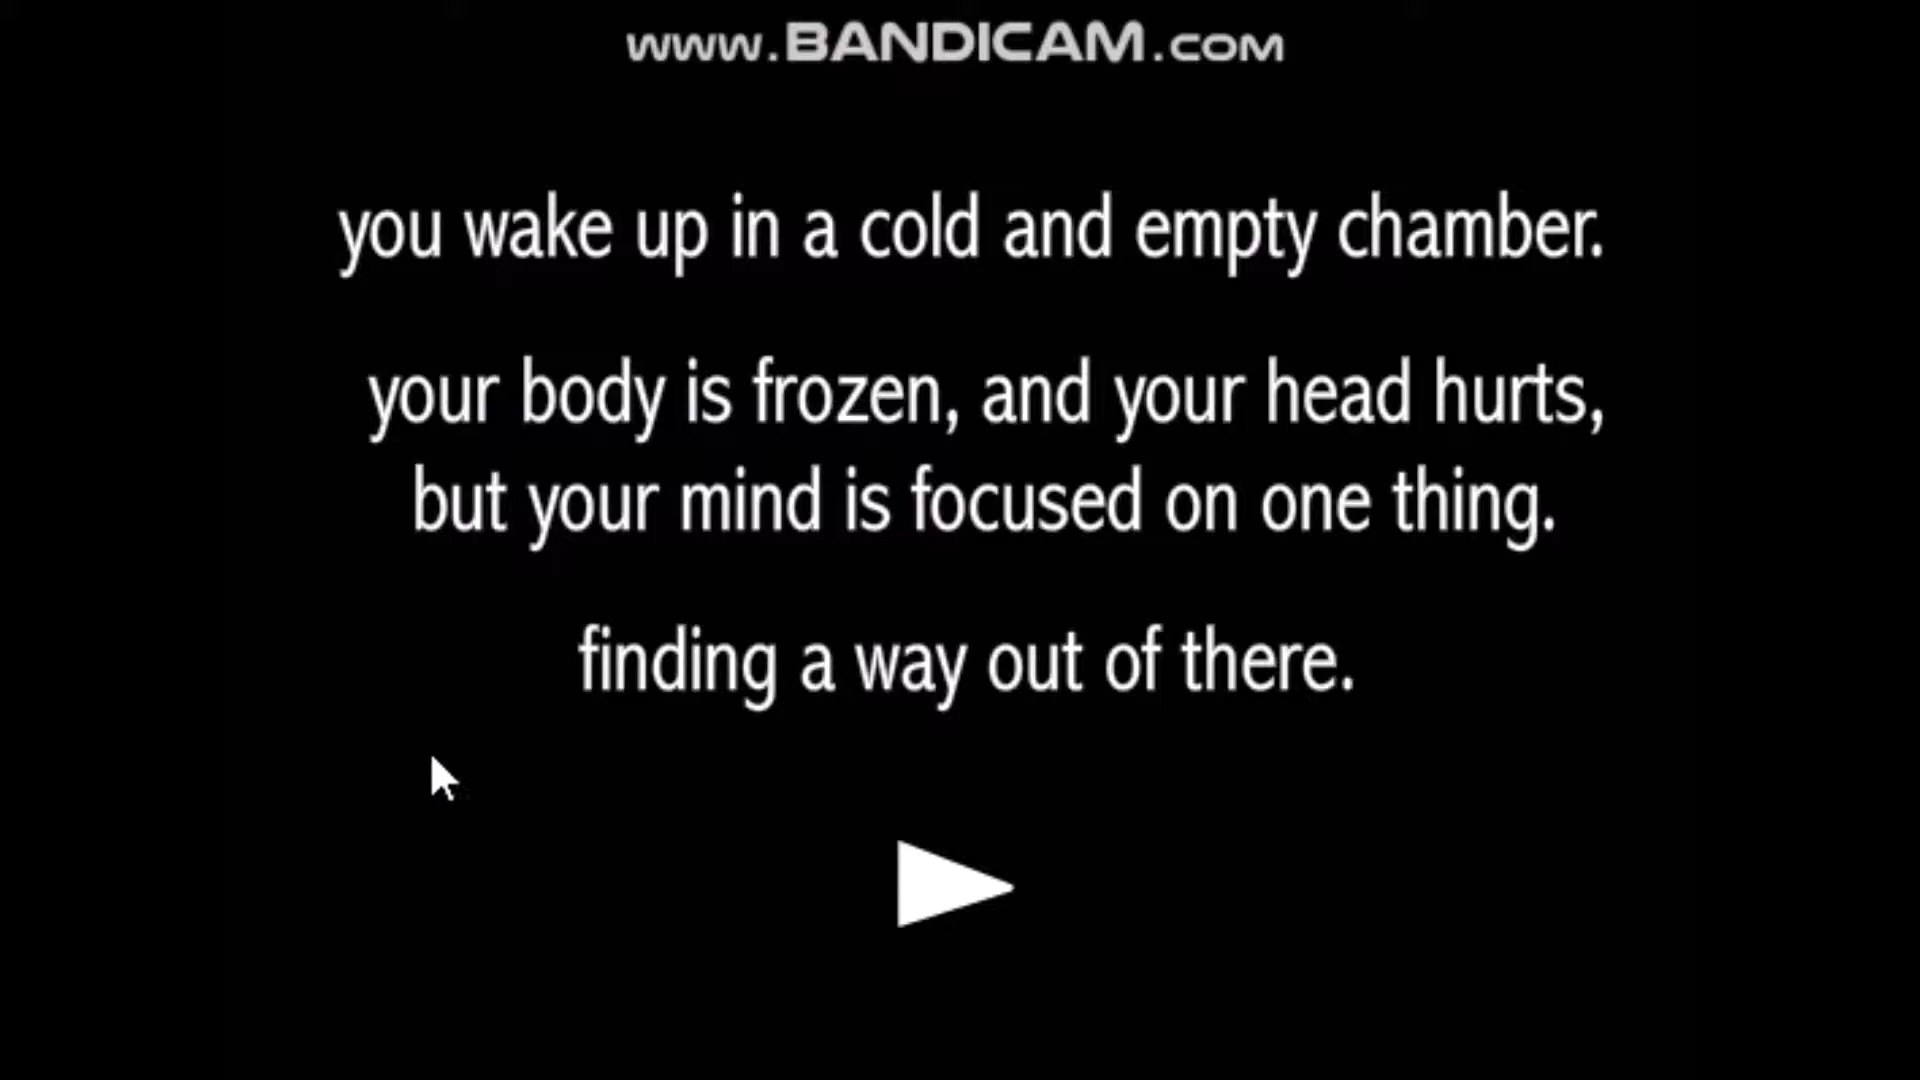 www.BANDICAM.com
you wake up in a cold and empty chamber.
your body is frozen, and your head hurts,
but your mind is focused on one thing.
finding a way out of there.